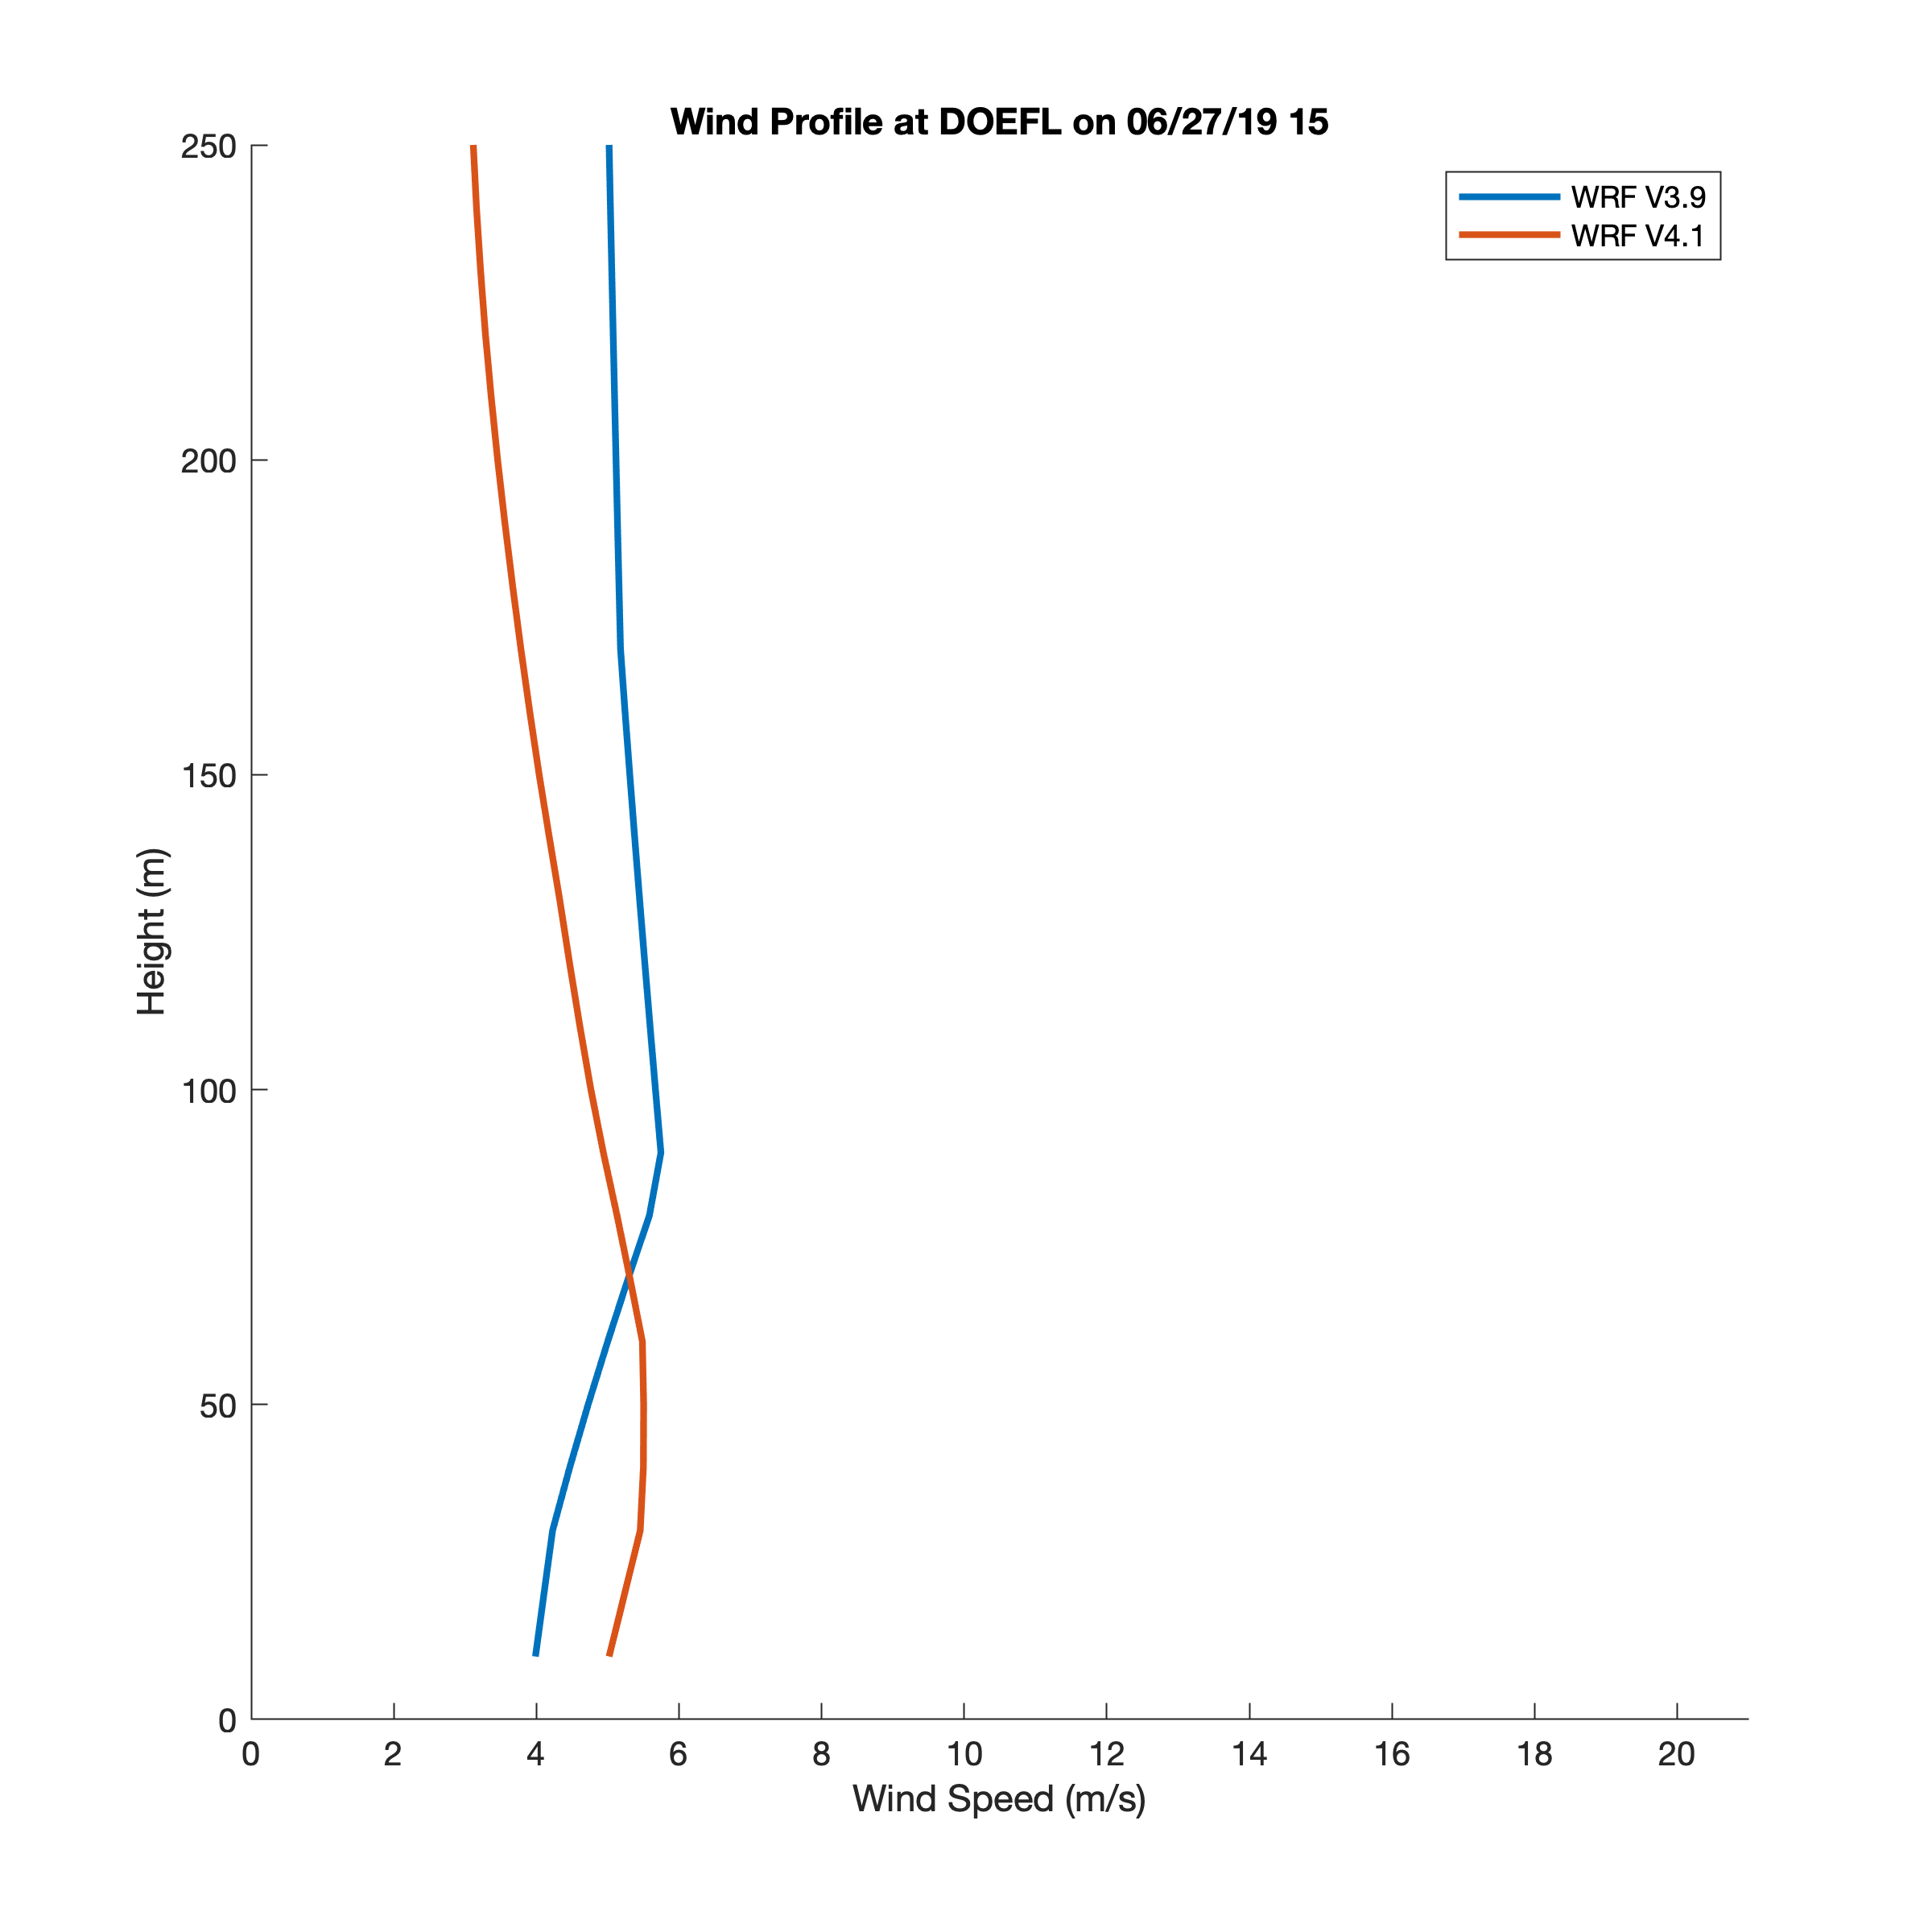 Wind Profile at DOEFL on 06/27/19 15
WRF V3.9
WRF V4.1
250
200
150
100
50
0
Height (m)
0 2 4 6 8 10 12 14 16 18 20
Wind Speed (m/s)